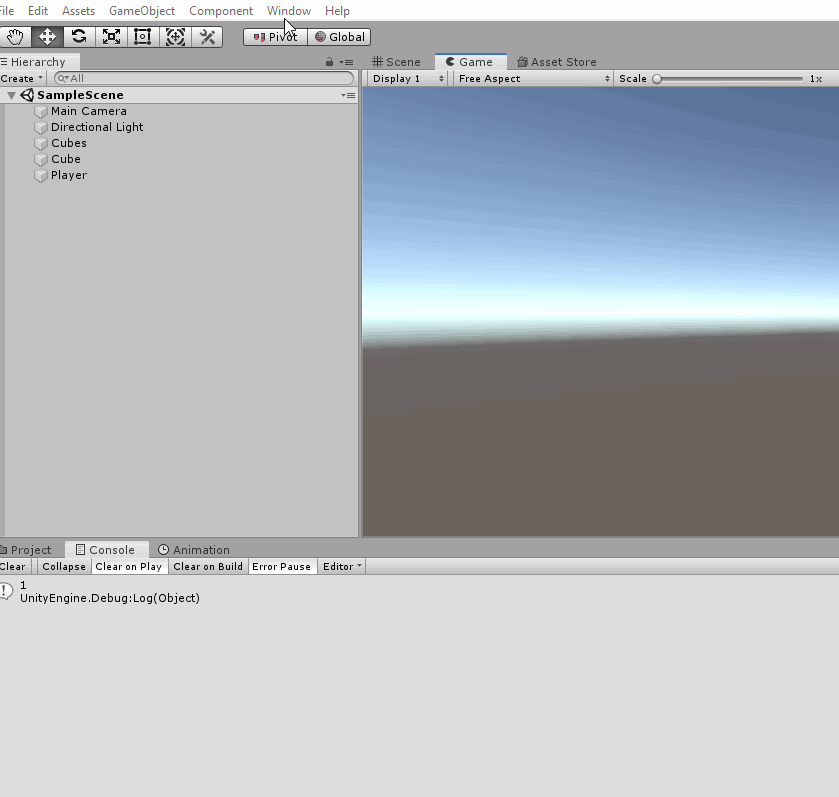 File Edit Assets GameObject Component Window Help
Pivot Global
Hierarchy
Scene Game Asset Store
Create All
Display 1 Free Aspect Scale 1x
SampleScene
Main Camera
Directional Light
Cubes
Cube
Player
Project Console Animation
Clear Collapse Clear on Play Clear on Build Error Pause Editor
1
UnityEngine.Debug:Log(Object)